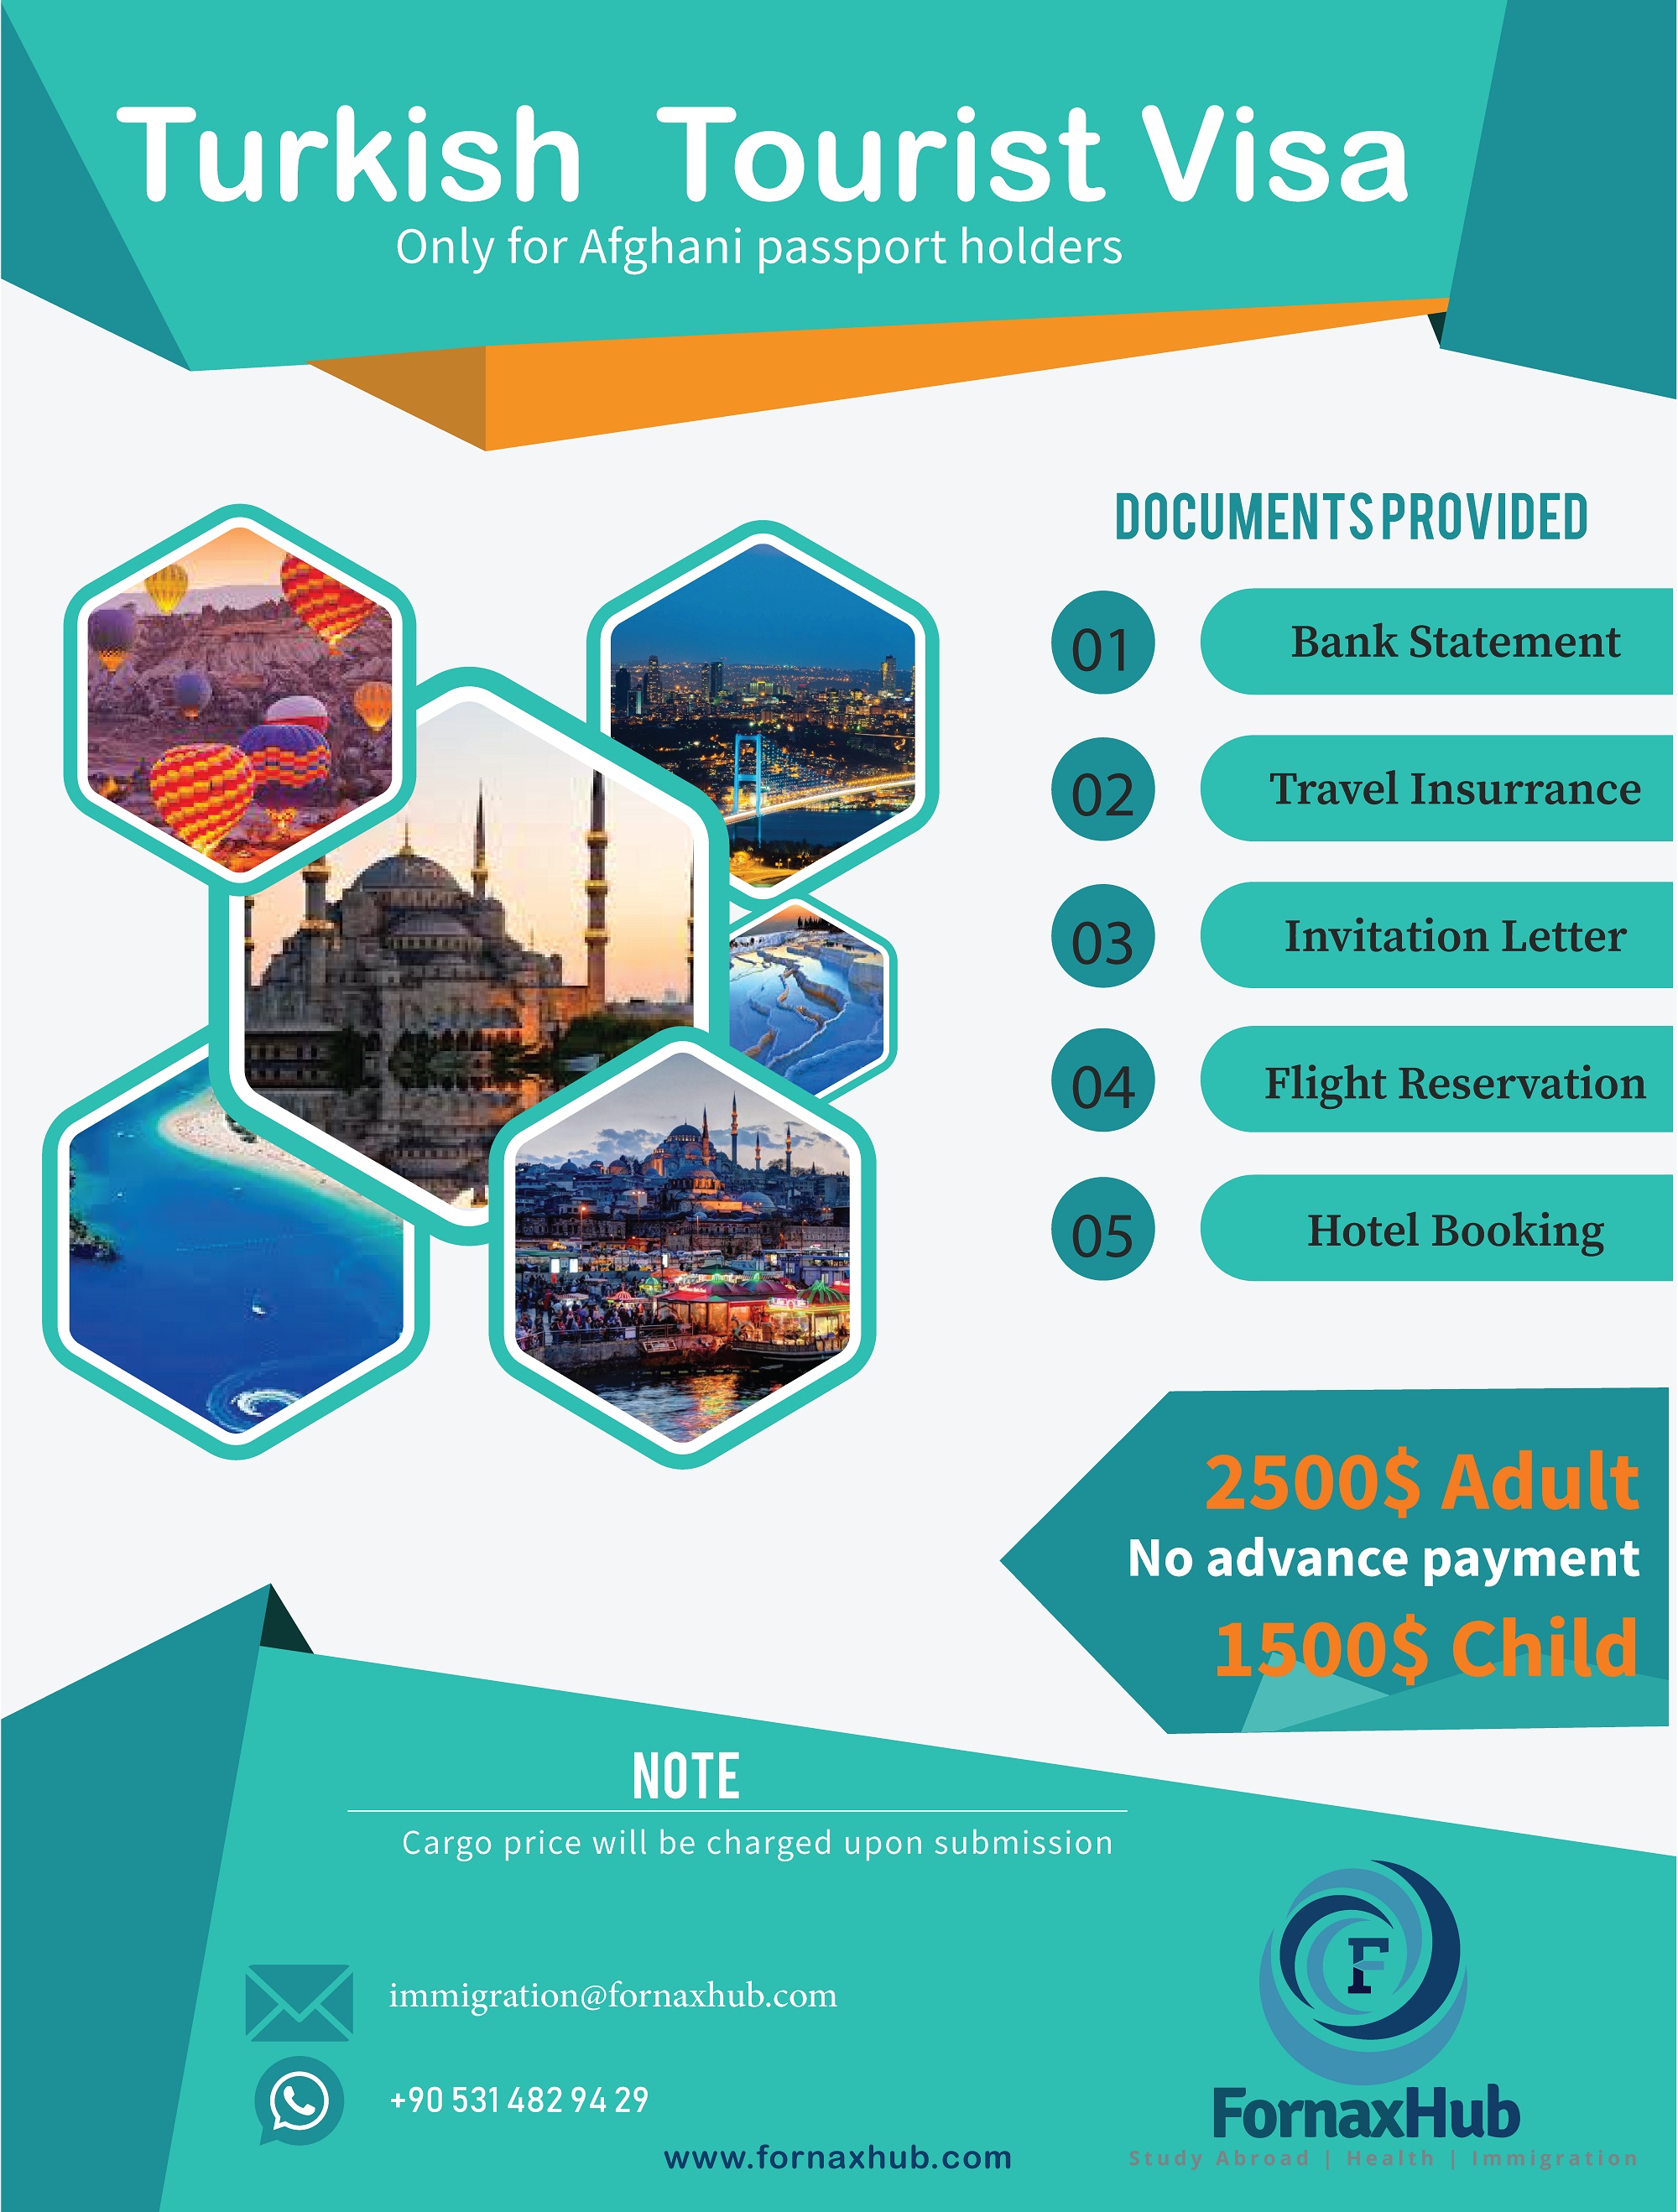 Turkish Tourist Visa
Only for Afghani passport holders
DOCUMENTS PROVIDED
01 Bank Statement
02 Travel Insurrance
03 Invitation Letter
04 Flight Reservation
05 Hotel Booking
2500$ Adult
No advance payment
1500$ Child
NOTE
Cargo price will be charged upon submission
immigration@fornaxhub.com
+90 531 482 94 29
www.fornaxhub.com
F
FornaxHub
Study Abroad | Health | Immigration